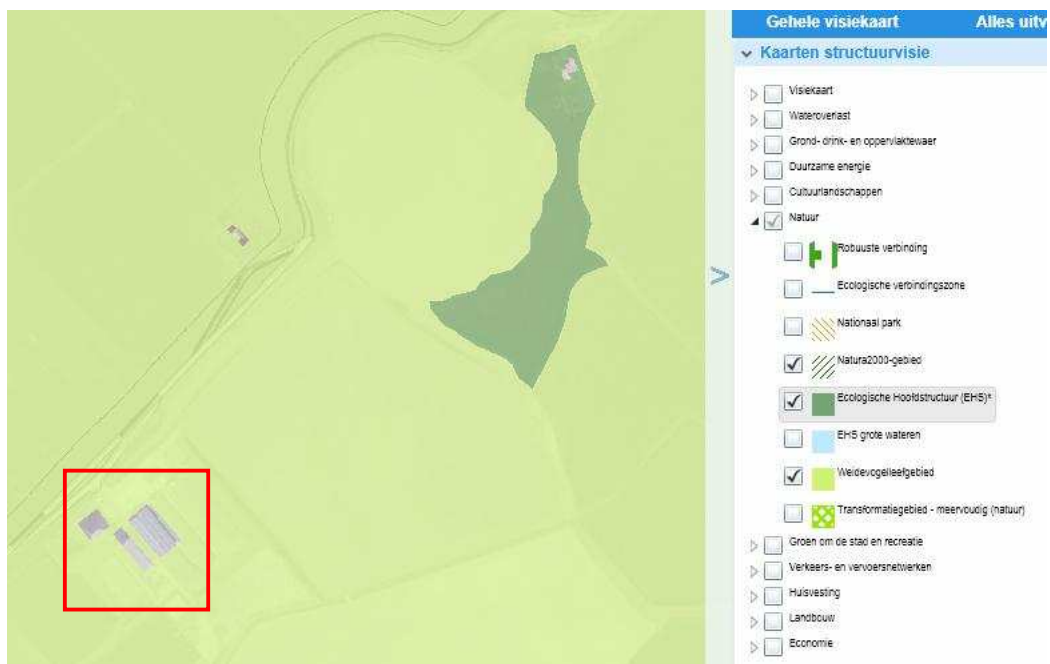 Gehele visiekaart Alles uitv
Kaarten structuurvisie
Visiekaart
Wateroverlast
Grond- drink- en oppervlaktewaer
Duurzame energie
Cultuurlandschappen
Natuur
Robuuste verbinding
Ecologische verbindingszone
Nationaal park
Natura2000-gebied
Ecologische Hoofdstructuur (EHS)*
>
EHS grote wateren
Weidevogelleefgebied
Transformatiegebied - meervoudig (natuur)
Groen om de stad en recreatie
Verkeers- en vervoersnetwerken
Huisvesting
Landbouw
Economie